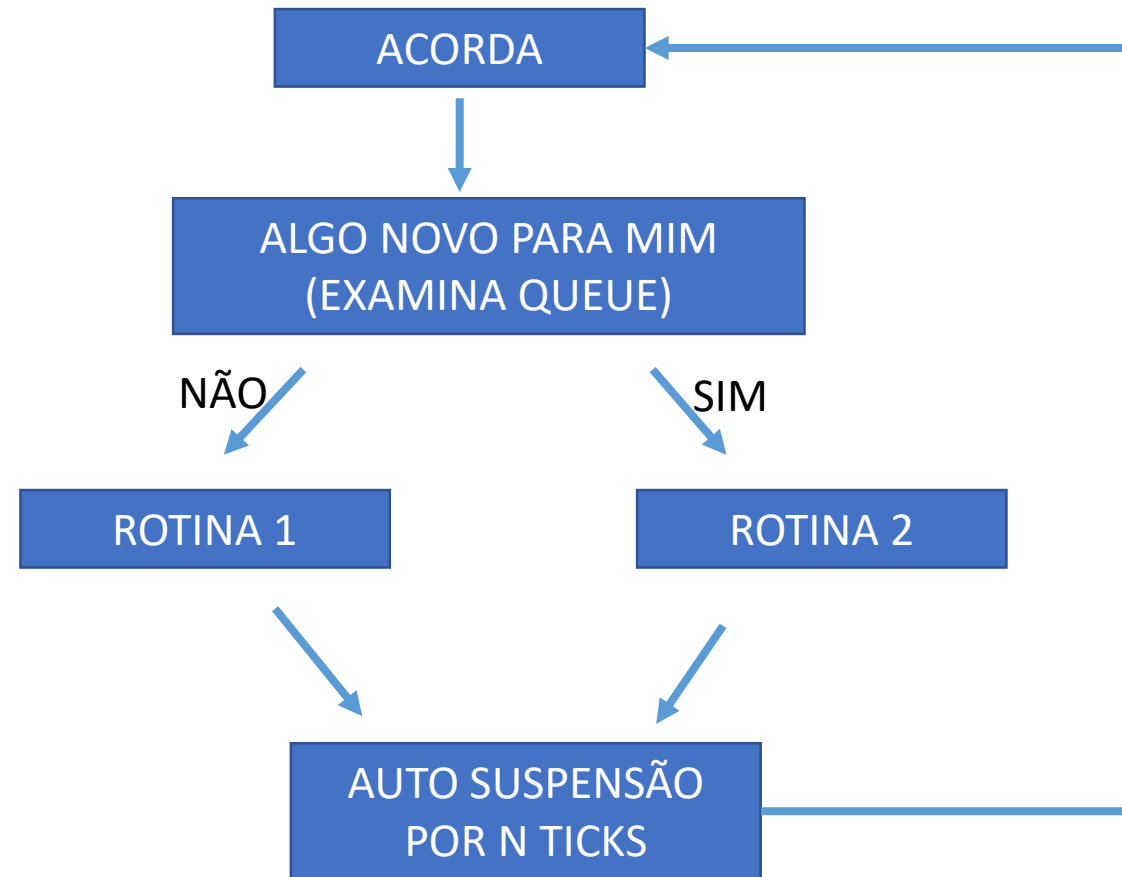 ACORDA
ALGO NOVO PARA MIM
(EXAMINA QUEUE)
NÃO
SIM
ROTINA 1
ROTINA 2
AUTO SUSPENSÃO
POR N TICKS